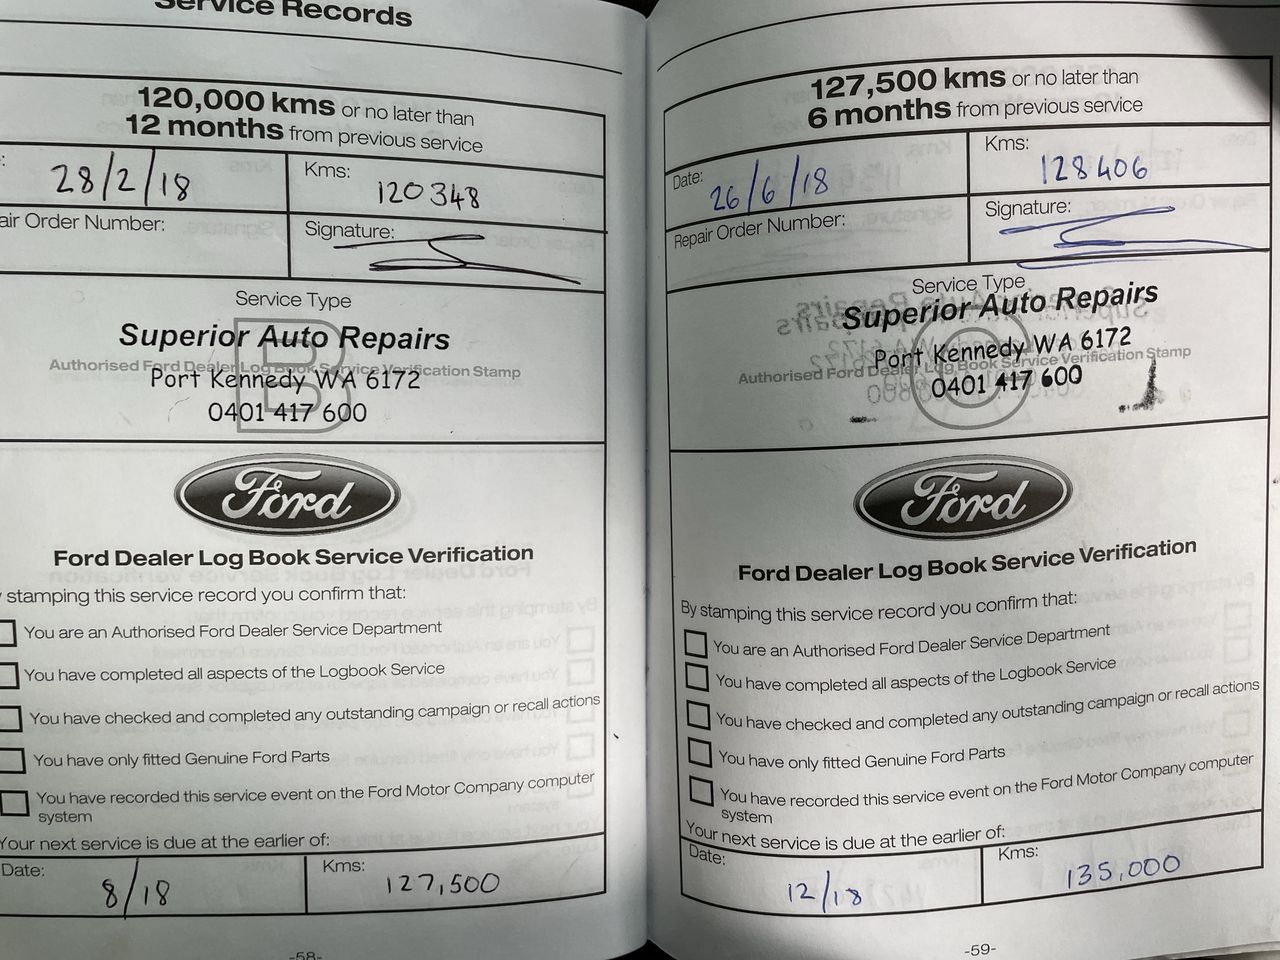 Service Records
120,000 kms or no later than
12 months from previous service
28/2/18
Kms:
120348
Repair Order Number:
Signature:
Service Type
B
Superior Auto Repairs
Authorised Ford Dealer Log Book Service Verification Stamp
Port Kennedy WA 6172
0401 417 600
Ford
Ford Dealer Log Book Service Verification
stamping this service record you confirm that:
You are an Authorised Ford Dealer Service Department
You have completed all aspects of the Logbook Service
You have checked and completed any outstanding campaign or recall actions
You have only fitted Genuine Ford Parts
You have recorded this service event on the Ford Motor Company computer
system
Your next service is due at the earlier of:
Date:
8/18
Kms:
127,500
-58-
127,500 kms or no later than
6 months from previous service
Date:
26/6/18
Kms:
128406
Repair Order Number:
Signature:
Service Type
Superior Auto Repairs
Port Kennedy WA 6172
Authorised Ford Dealer Log Book Service Verification Stamp
0401 417 600
Ford
Ford Dealer Log Book Service Verification
By stamping this service record you confirm that:
You are an Authorised Ford Dealer Service Department
You have completed all aspects of the Logbook Service
You have checked and completed any outstanding campaign or recall actions
You have only fitted Genuine Ford Parts
You have recorded this service event on the Ford Motor Company computer
system
Your next service is due at the earlier of:
Date:
12/18
Kms:
135,000
-59-